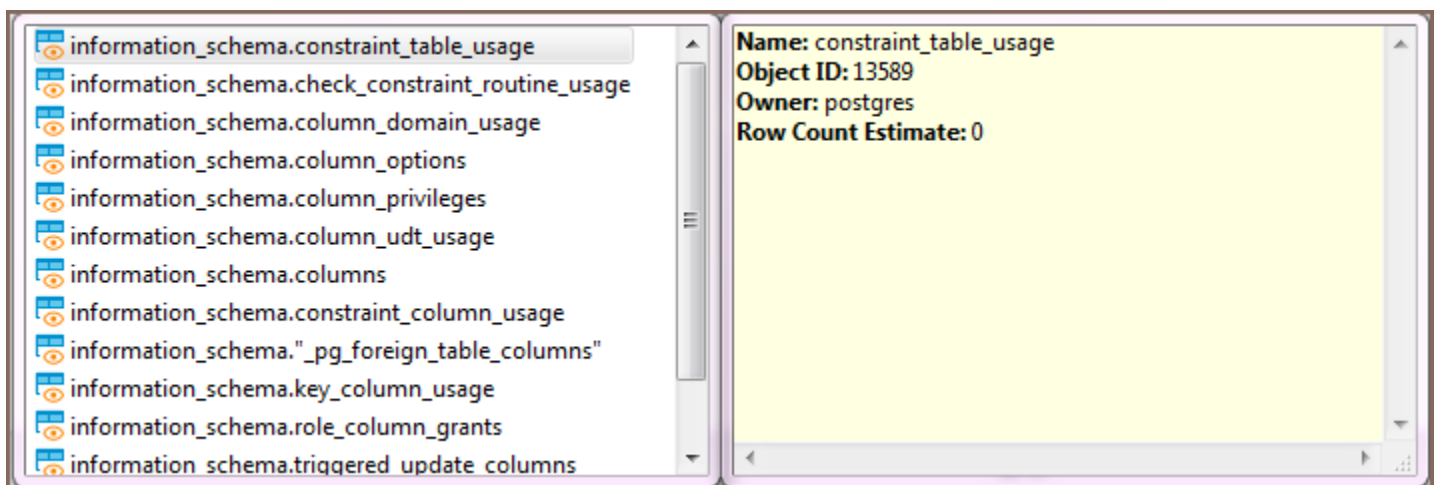 information_schema.constraint_table_usage
information_schema.check_constraint_routine_usage
information_schema.column_domain_usage
information_schema.column_options
information_schema.column_privileges
information_schema.column_udt_usage
information_schema.columns
information_schema.constraint_column_usage
information_schema."_pg_foreign_table_columns"
information_schema.key_column_usage
information_schema.role_column_grants
information_schema.triggered_update_columns
Name: constraint_table_usage
Object ID: 13589
Owner: postgres
Row Count Estimate: 0